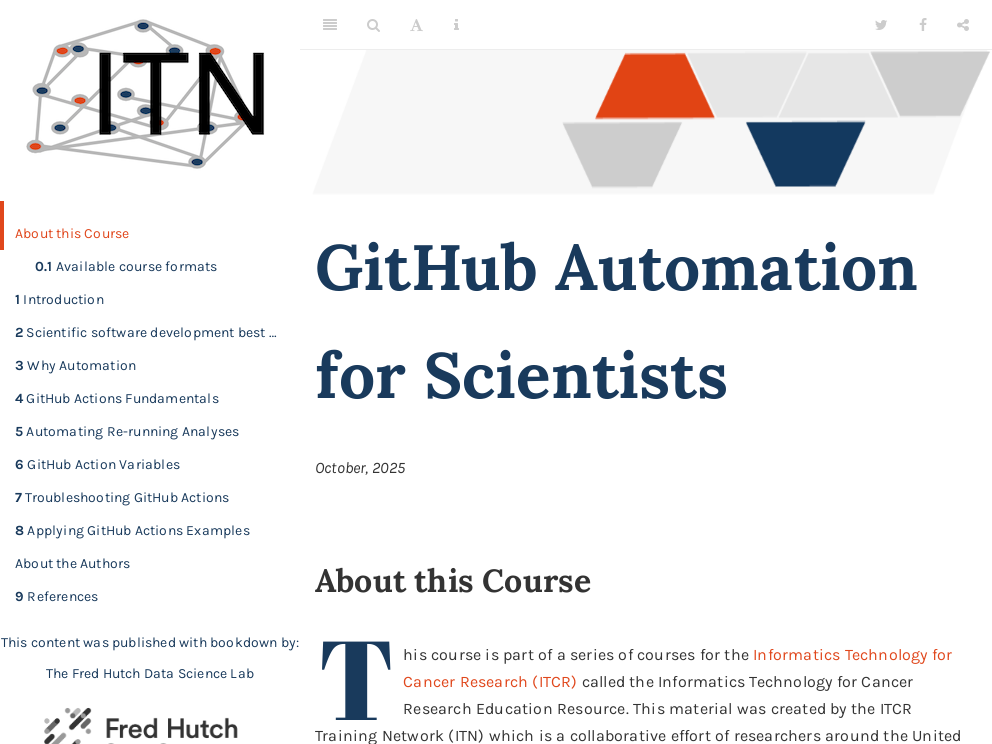 ITN
About this Course
0.1 Available course formats
1 Introduction
2 Scientific software development best ...
3 Why Automation
4 GitHub Actions Fundamentals
5 Automating Re-running Analyses
6 GitHub Action Variables
7 Troubleshooting GitHub Actions
8 Applying GitHub Actions Examples
About the Authors
9 References
This content was published with bookdown by:
The Fred Hutch Data Science Lab
Fred Hutch
GitHub Automation
for Scientists
October, 2025
About this Course
This course is part of a series of courses for the Informatics Technology for
Cancer Research (ITCR) called the Informatics Technology for Cancer
Research Education Resource. This material was created by the ITCR
Training Network (ITN) which is a collaborative effort of researchers around the United